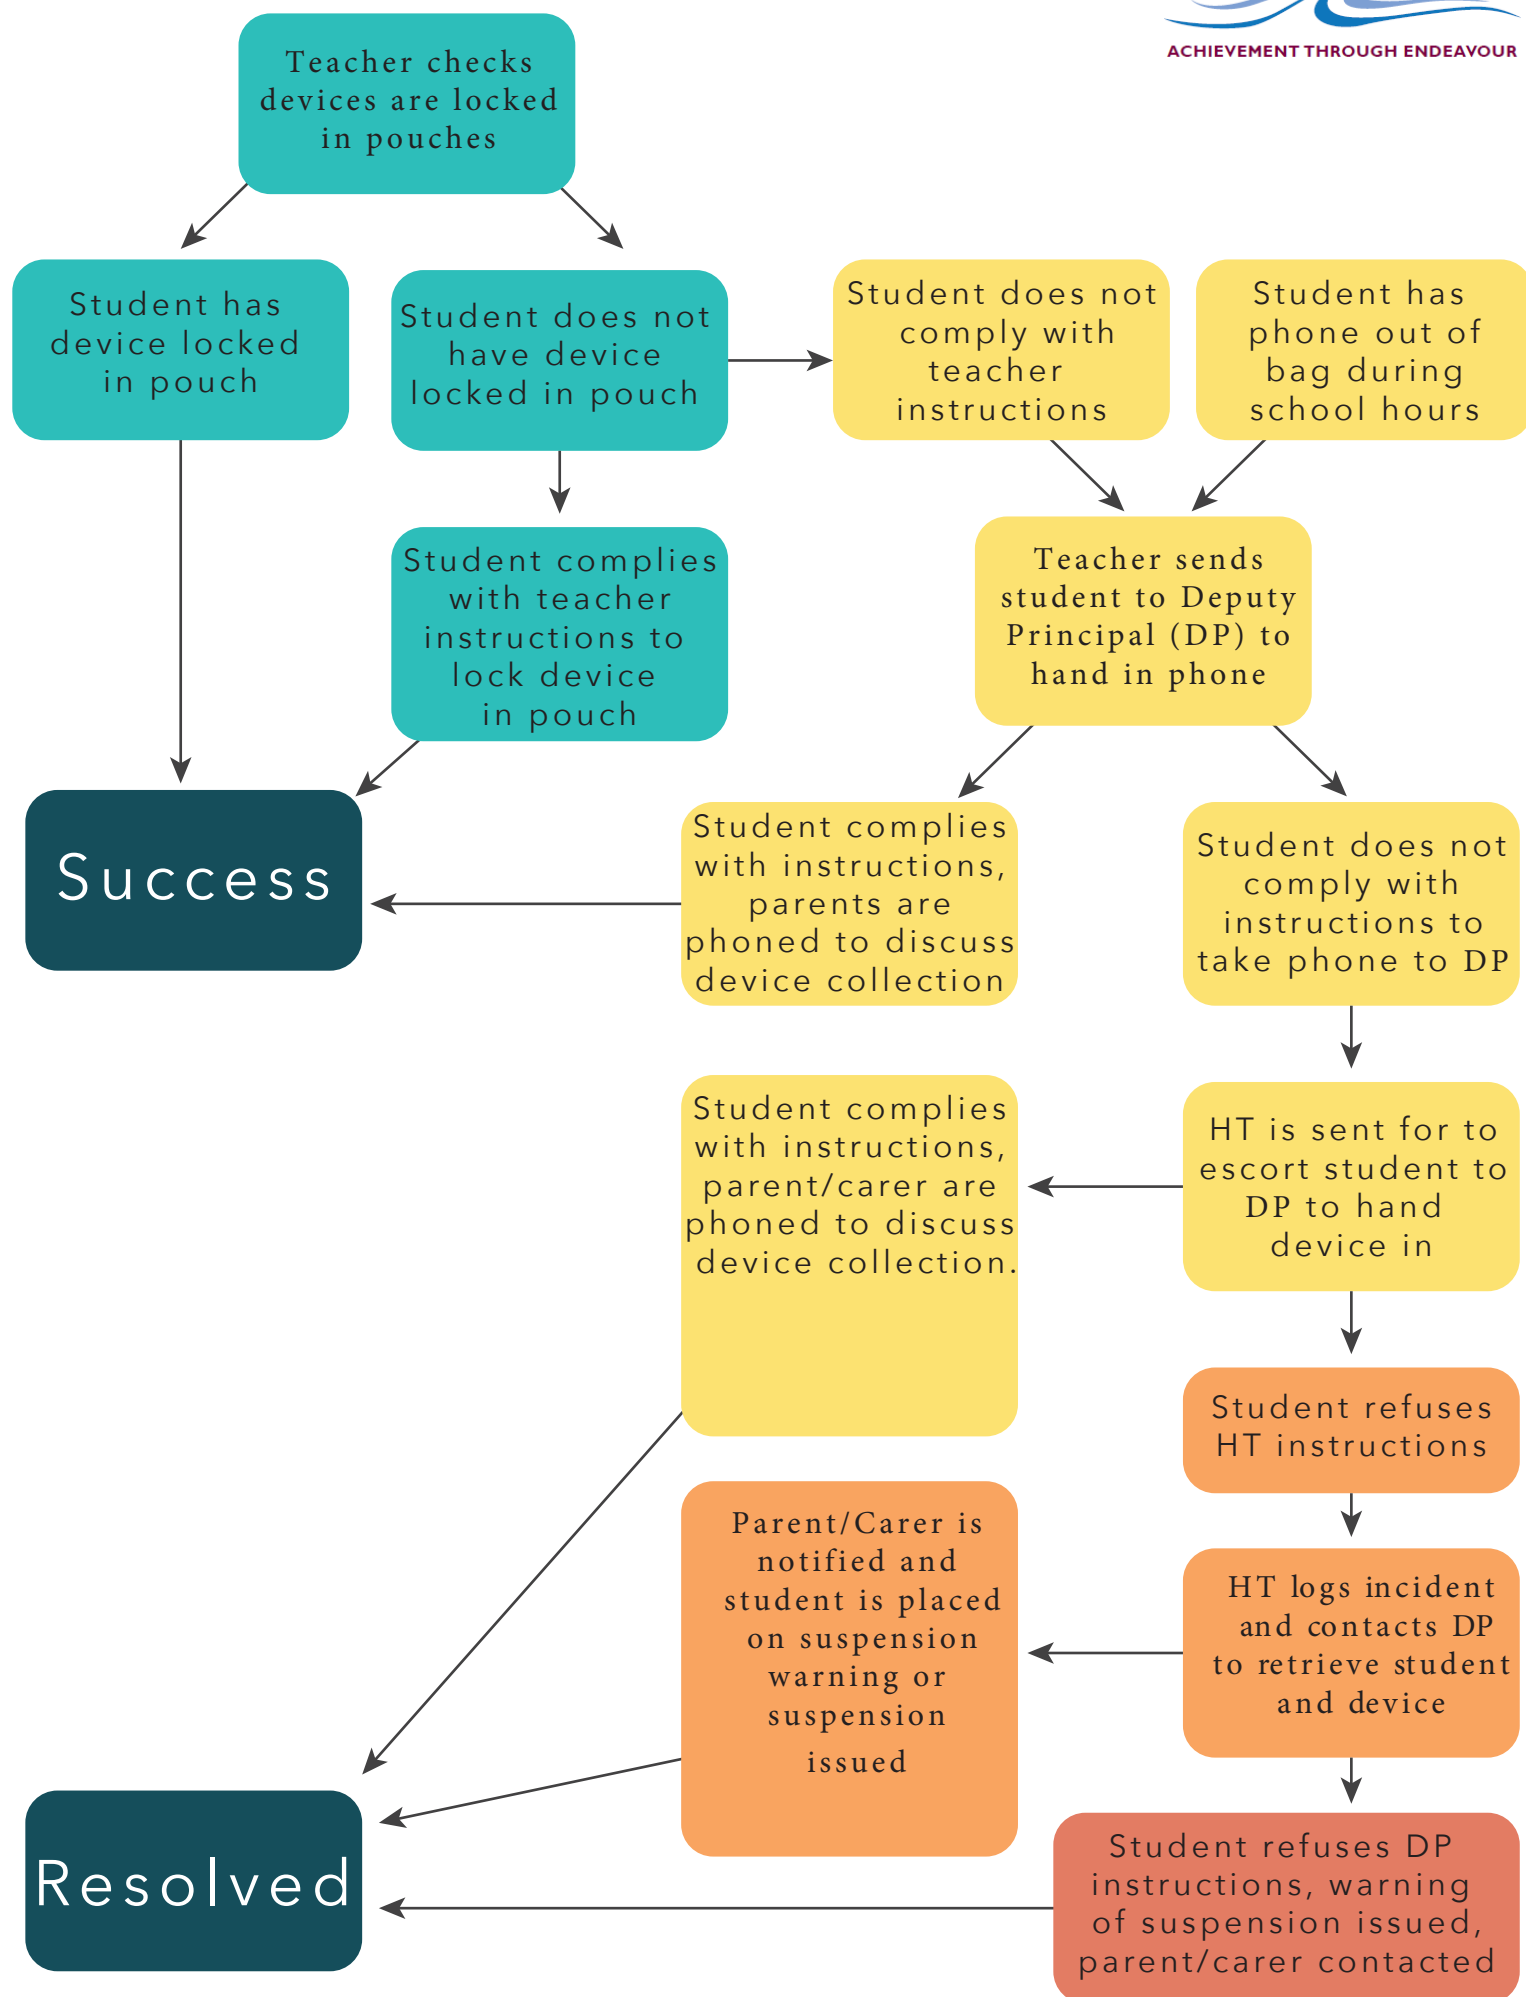 ACHIEVEMENT THROUGH ENDEAVOUR
Teacher checks
devices are locked
in pouches
Student has
device locked
in pouch
Student does not
have device
locked in pouch
Student does not
comply with
teacher
instructions
Student has
phone out of
bag during
school hours
Student complies
with teacher
instructions to
lock device
in pouch
Teacher sends
student to Deputy
Principal (DP) to
hand in phone
Success
Student complies
with instructions,
parents are
phoned to discuss
device collection
Student does not
comply with
instructions to
take phone to DP
Student complies
with instructions,
parent/carer are
phoned to discuss
device collection.
HT is sent for to
escort student to
DP to hand
device in
Student refuses
HT instructions
Parent/Carer is
notified and
student is placed
on suspension
warning or
suspension
issued
HT logs incident
and contacts DP
to retrieve student
and device
Resolved
Student refuses DP
instructions, warning
of suspension issued,
parent/carer contacted